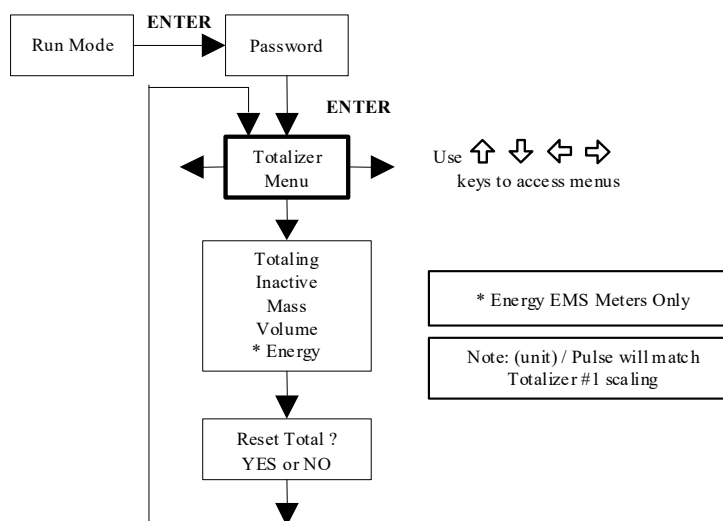 ENTER
Run Mode
Password
ENTER
Totalizer
Menu
Use
keys to access menus
Totaling
Inactive
Mass
Volume
* Energy
* Energy EMS Meters Only
Note: (unit) / Pulse will match
Totalizer #1 scaling
Reset Total ?
YES or NO